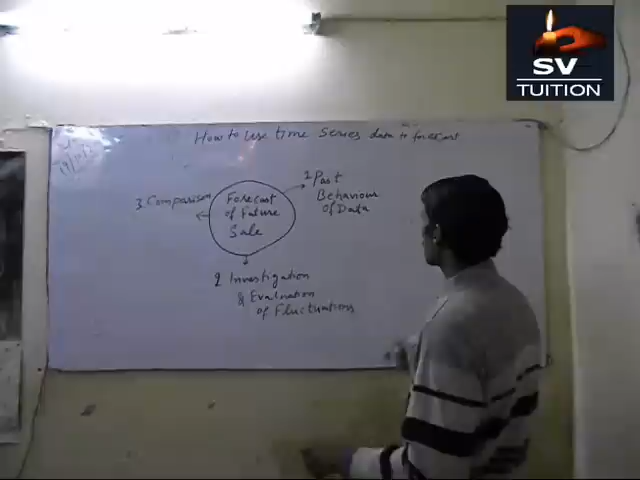 SV
TUITION
How to Use time Series data to forecast
1 Past
Behaviour
of Data
3. Comparison
Forecast
of Future
Sale
2 Investigation
& Evaluation
of Fluctuations